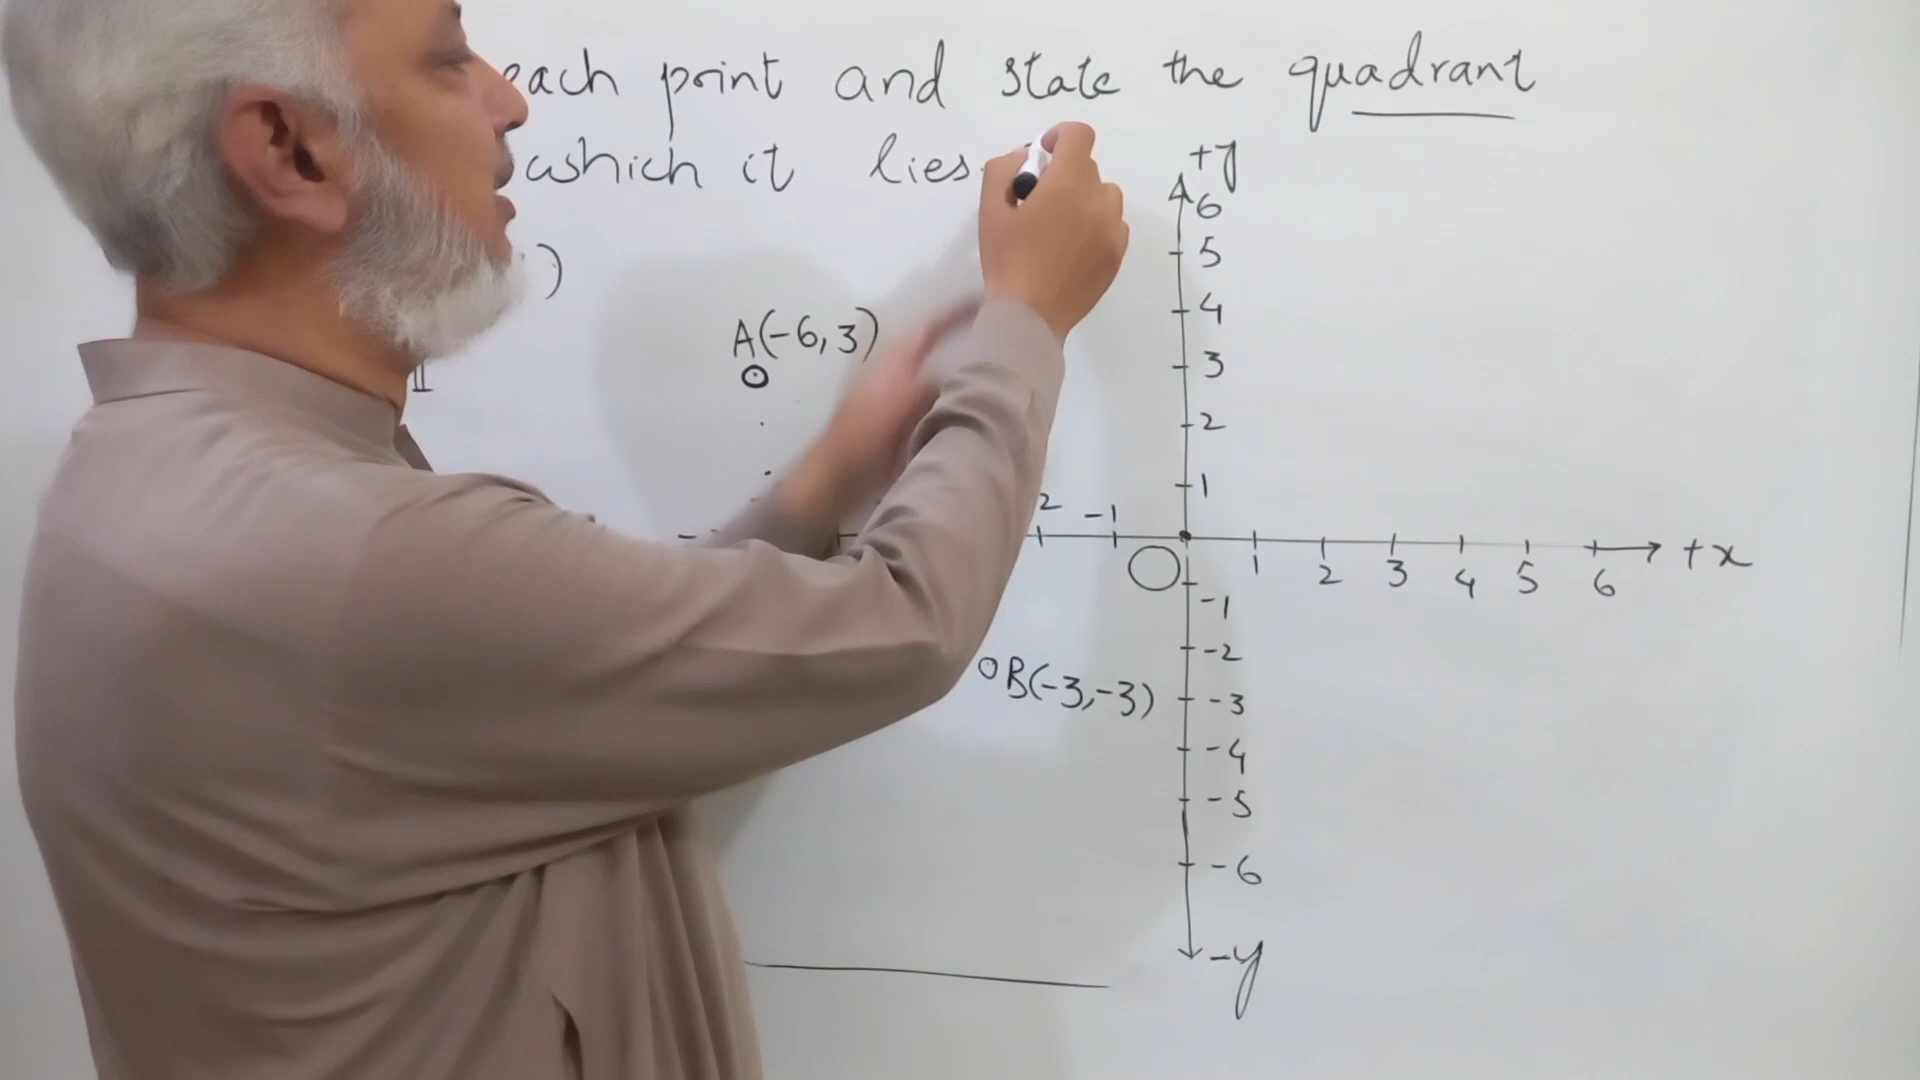 each point and state the quadrant
which it lies.
)
A(-6,3)
II
+y
6
5
4
3
2
1
2 -1
O
1 2 3 4 5 6 +x
-1
-2
B(-3,-3)
-3
-4
-5
-6
-y